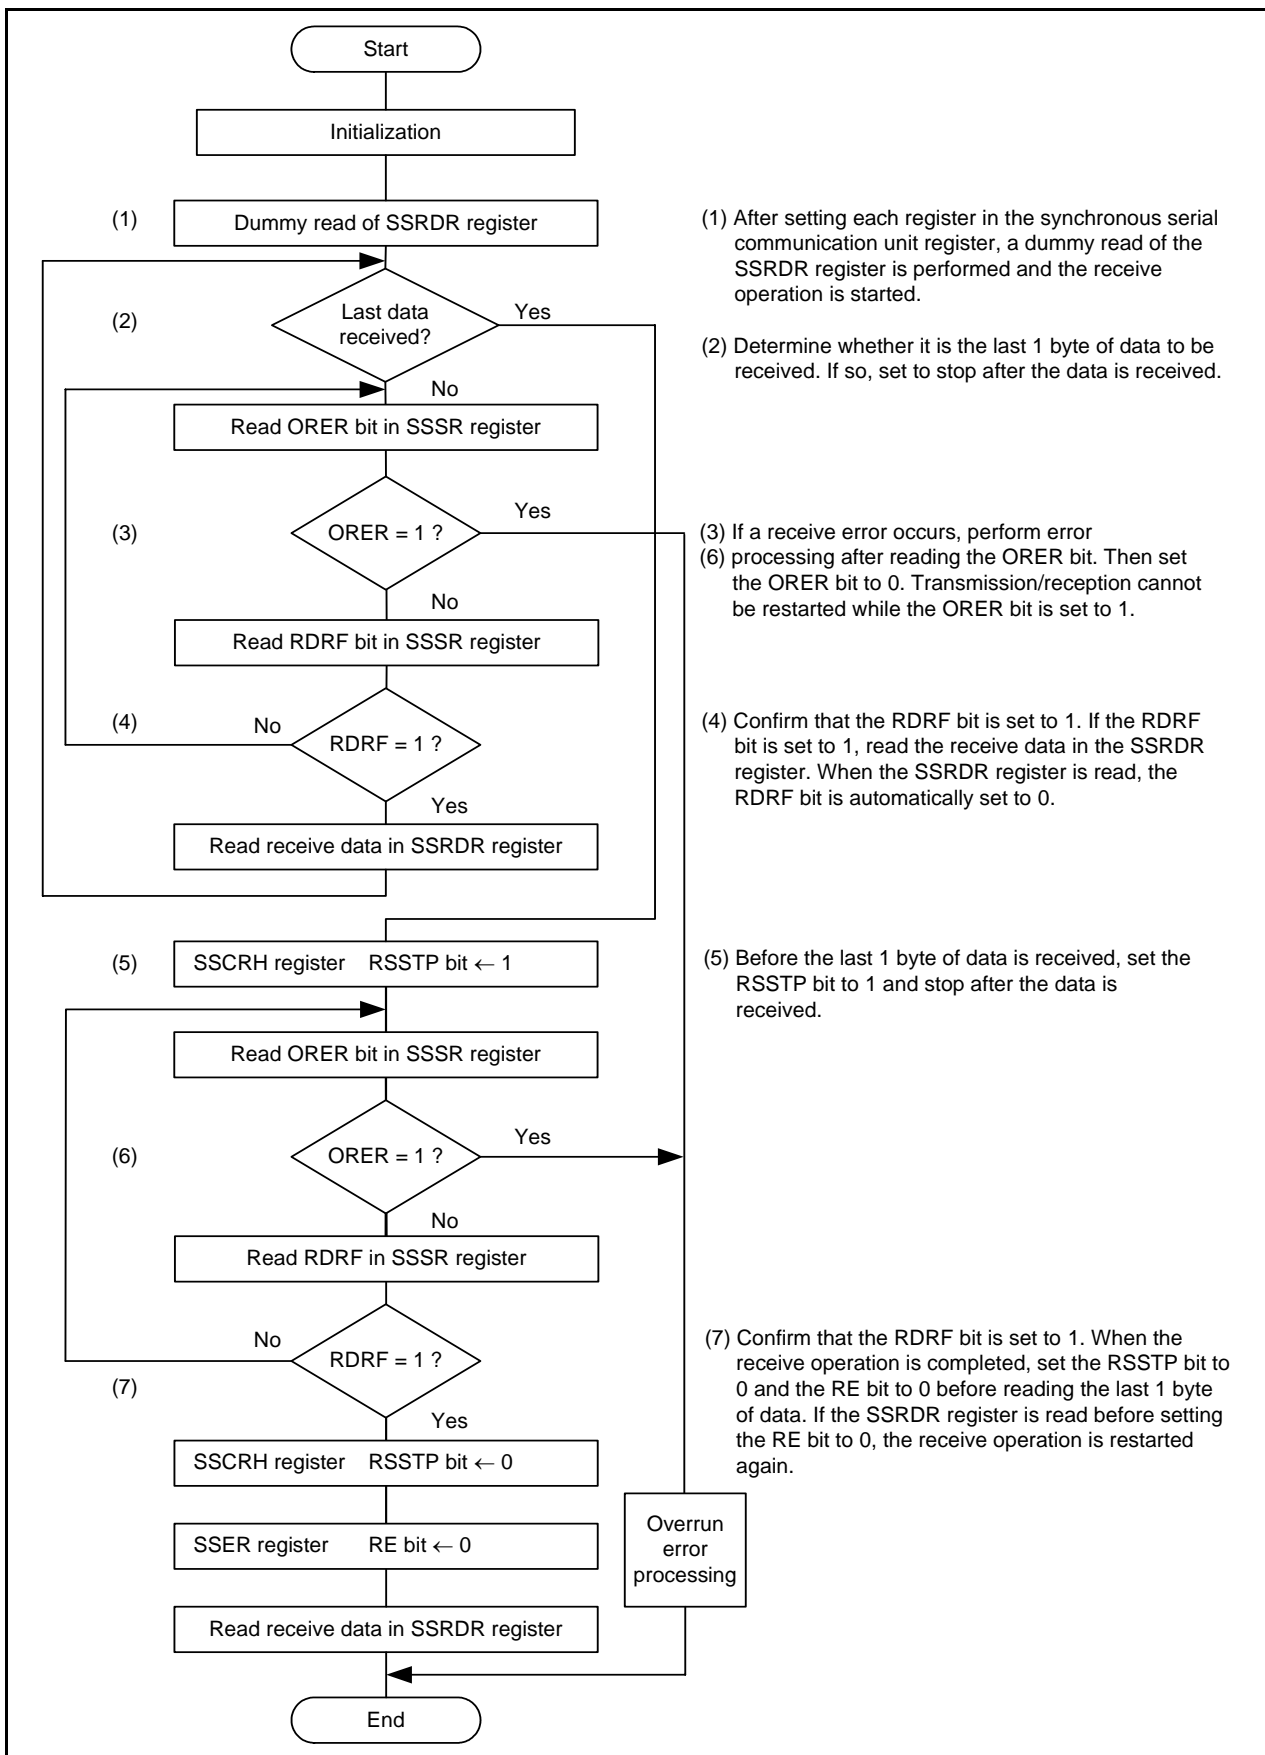 Start
Initialization
(1)
Dummy read of SSRDR register
(2)
Last data
received?
Yes
No
Read ORER bit in SSSR register
(3)
ORER = 1 ?
Yes
No
Read RDRF bit in SSSR register
(4)
No
RDRF = 1 ?
Yes
Read receive data in SSRDR register
(5)
SSCRH register RSSTP bit ← 1
Read ORER bit in SSSR register
(6)
ORER = 1 ?
Yes
No
Read RDRF in SSSR register
No
RDRF = 1 ?
(7)
Yes
SSCRH register RSSTP bit ← 0
SSER register RE bit ← 0
Read receive data in SSRDR register
Overrun
error
processing
End
(1) After setting each register in the synchronous serial
communication unit register, a dummy read of the
SSRDR register is performed and the receive
operation is started.
(2) Determine whether it is the last 1 byte of data to be
received. If so, set to stop after the data is received.
(3) If a receive error occurs, perform error
(6) processing after reading the ORER bit. Then set
the ORER bit to 0. Transmission/reception cannot
be restarted while the ORER bit is set to 1.
(4) Confirm that the RDRF bit is set to 1. If the RDRF
bit is set to 1, read the receive data in the SSRDR
register. When the SSRDR register is read, the
RDRF bit is automatically set to 0.
(5) Before the last 1 byte of data is received, set the
RSSTP bit to 1 and stop after the data is
received.
(7) Confirm that the RDRF bit is set to 1. When the
receive operation is completed, set the RSSTP bit to
0 and the RE bit to 0 before reading the last 1 byte
of data. If the SSRDR register is read before setting
the RE bit to 0, the receive operation is restarted
again.